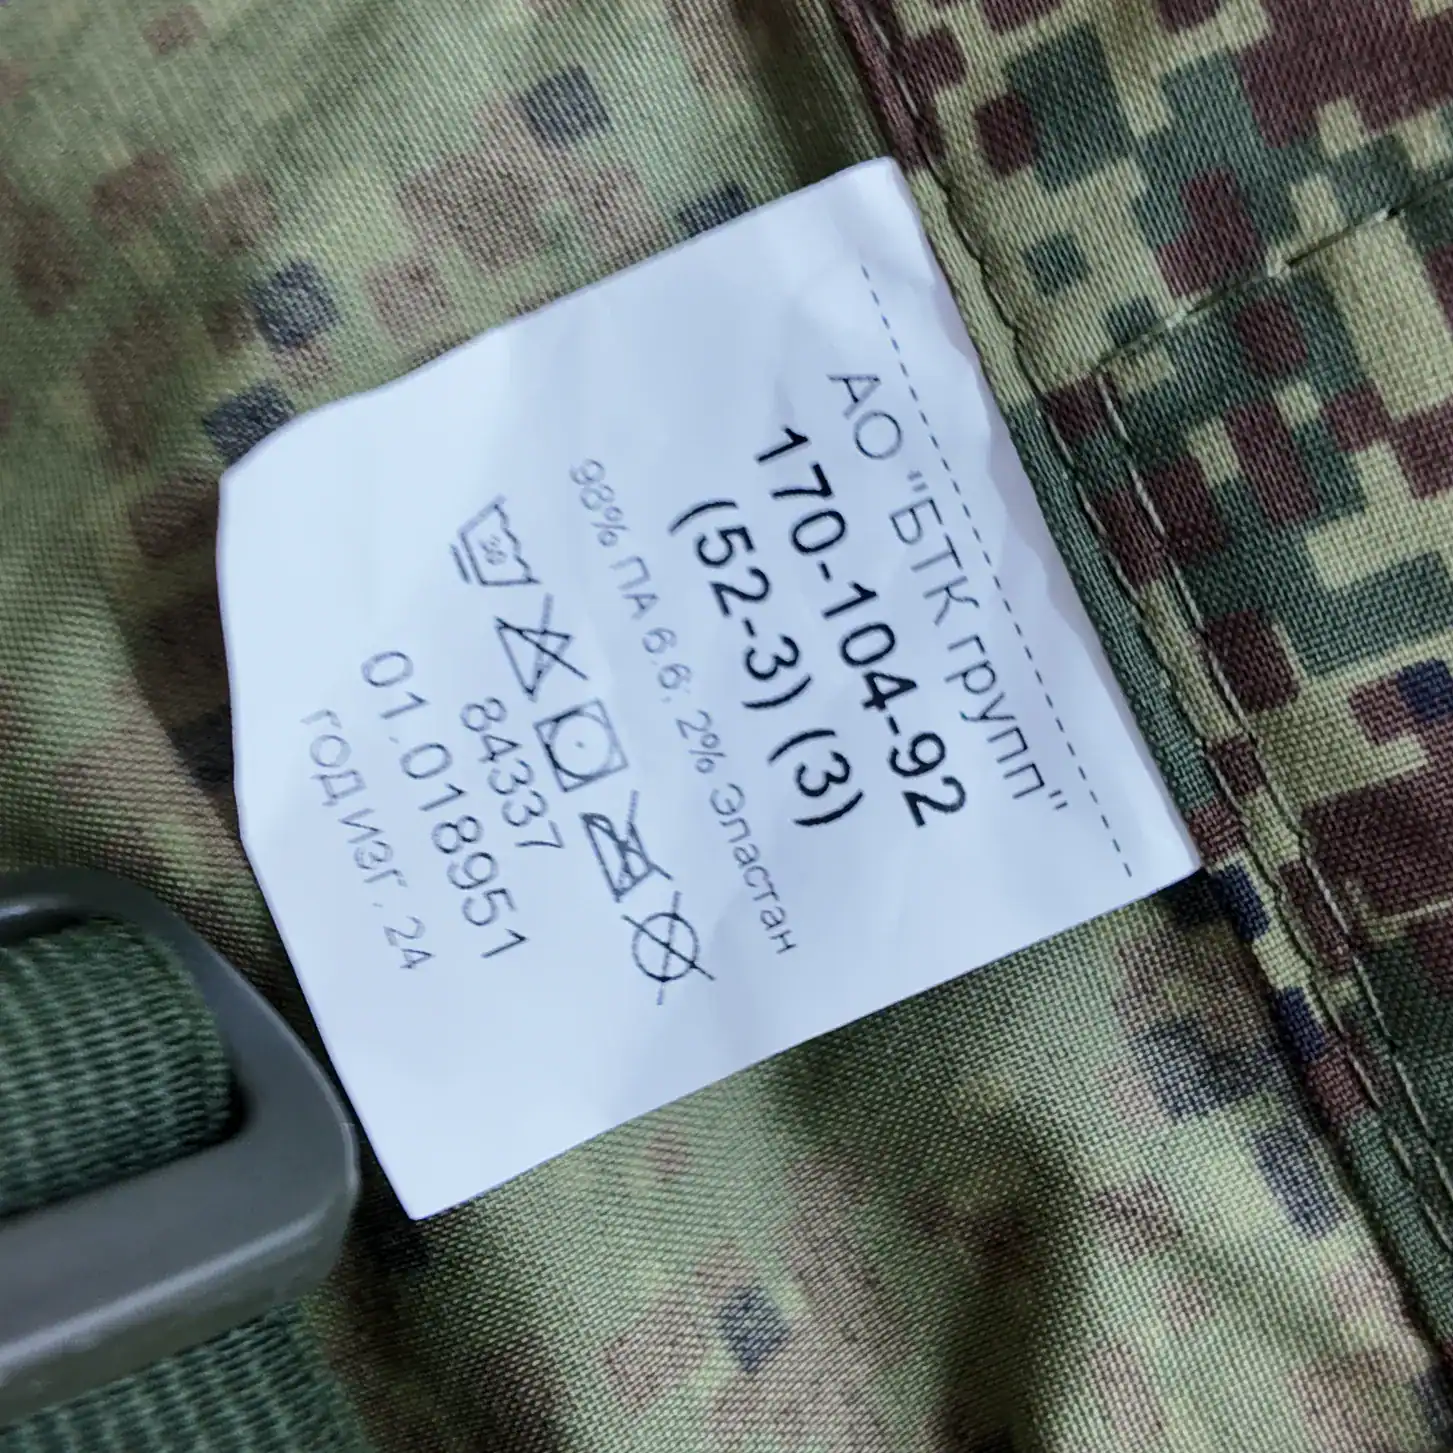 АО "БТК групп"
170-104-92
(52-3) (3)
98% ПА 6.6; 2% Эластан
30
84337
01.018951
ГОД ИЗГ. 24